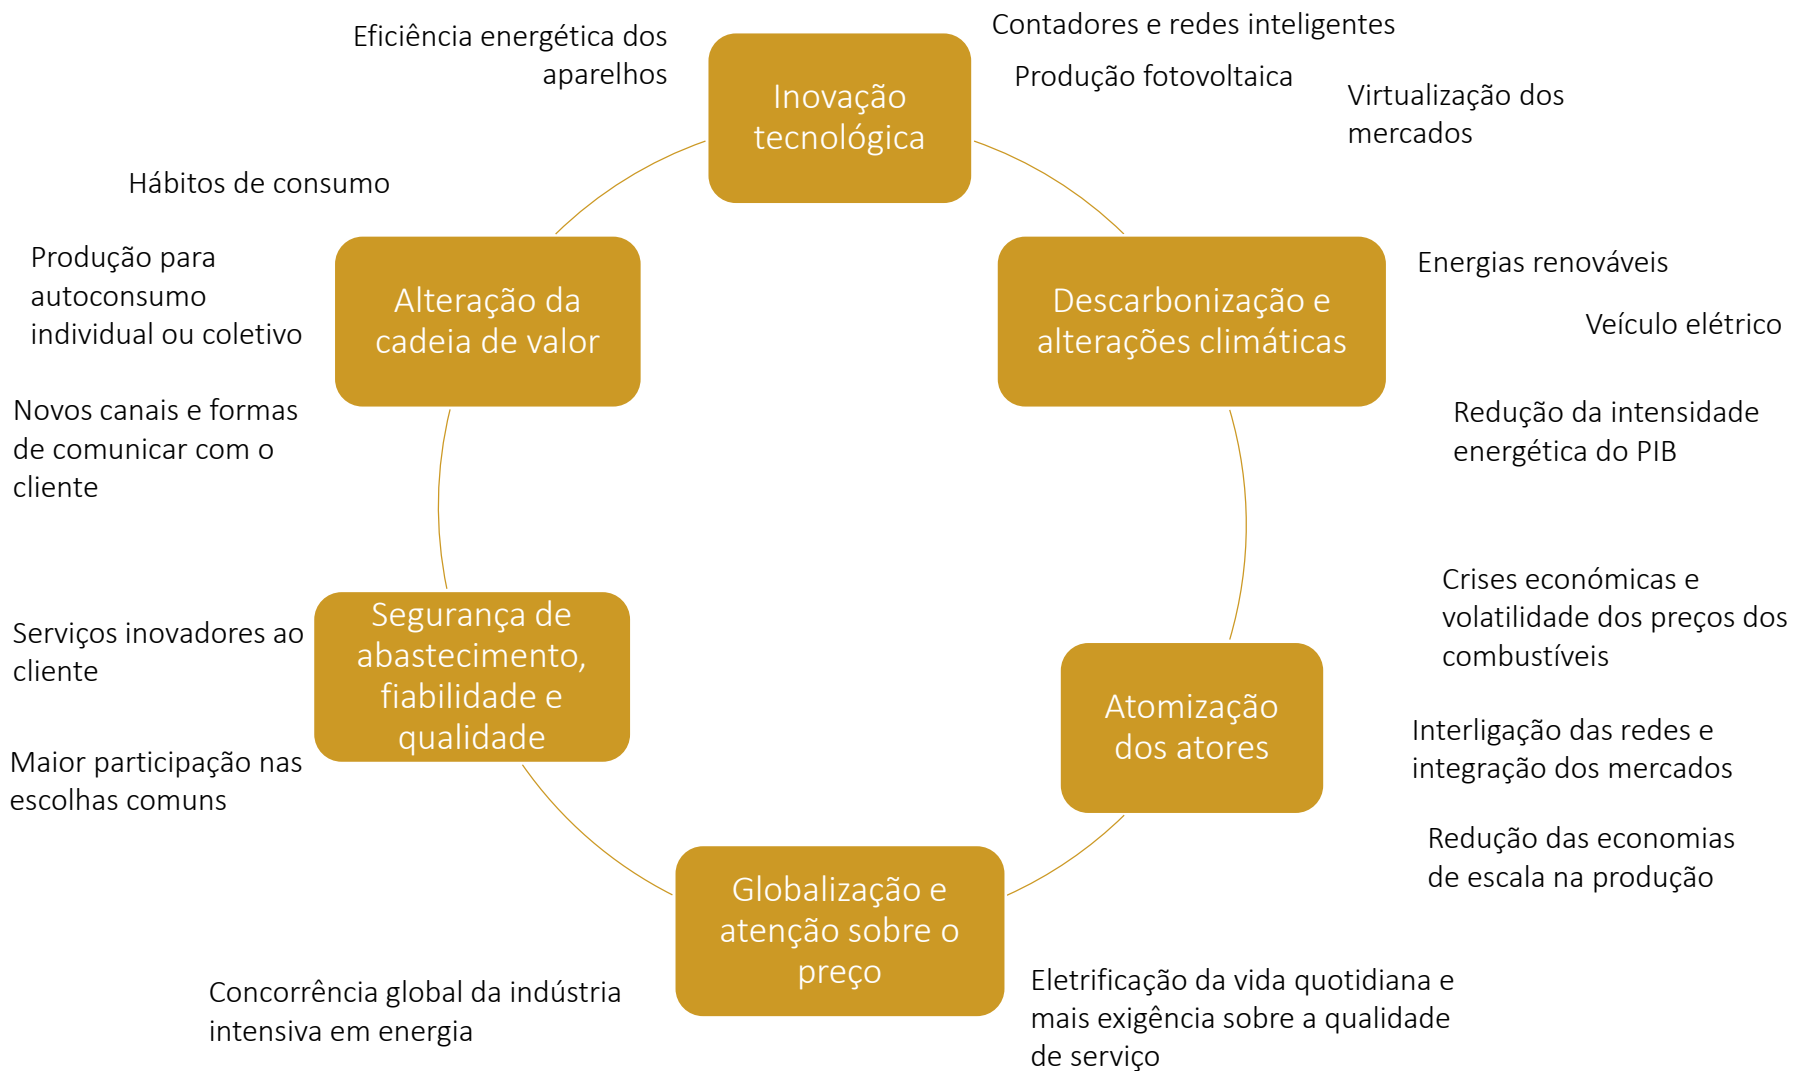 Eficiência energética dos
aparelhos
Inovação
tecnológica
Contadores e redes inteligentes
Produção fotovoltaica
Virtualização dos
mercados
Hábitos de consumo
Produção para
autoconsumo
individual ou coletivo
Alteração da
cadeia de valor
Descarbonização e
alterações climáticas
Energias renováveis
Veículo elétrico
Novos canais e formas
de comunicar com o
cliente
Redução da intensidade
energética do PIB
Serviços inovadores ao
cliente
Segurança de
abastecimento,
fiabilidade e
qualidade
Crises económicas e
volatilidade dos preços dos
combustíveis
Atomização
dos atores
Interligação das redes e
integração dos mercados
Maior participação nas
escolhas comuns
Redução das economias
de escala na produção
Globalização e
atenção sobre o
preço
Concorrência global da indústria
intensiva em energia
Eletrificação da vida quotidiana e
mais exigência sobre a qualidade
de serviço